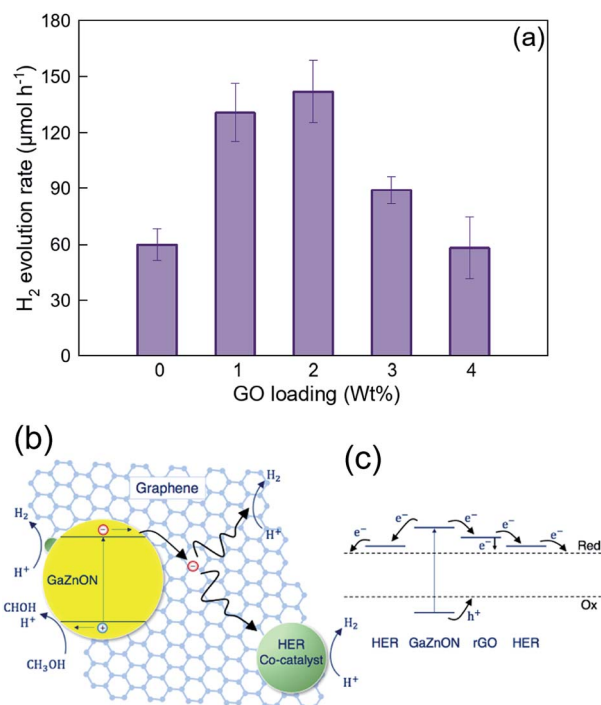 (a)
H₂ evolution rate (μmol h⁻¹)
180
150
120
90
60
30
0
0 1 2 3 4
GO loading (Wt%)
(b)
Graphene
H₂
H⁺
H₂
H⁺
GaZnON
−
+
−
CHOH
H⁺
CH₃OH
HER
Co-catalyst
H₂
H⁺
(c)
e⁻ e⁻ e⁻ e⁻ e⁻ e⁻
Red
Ox
h⁺
HER GaZnON rGO HER